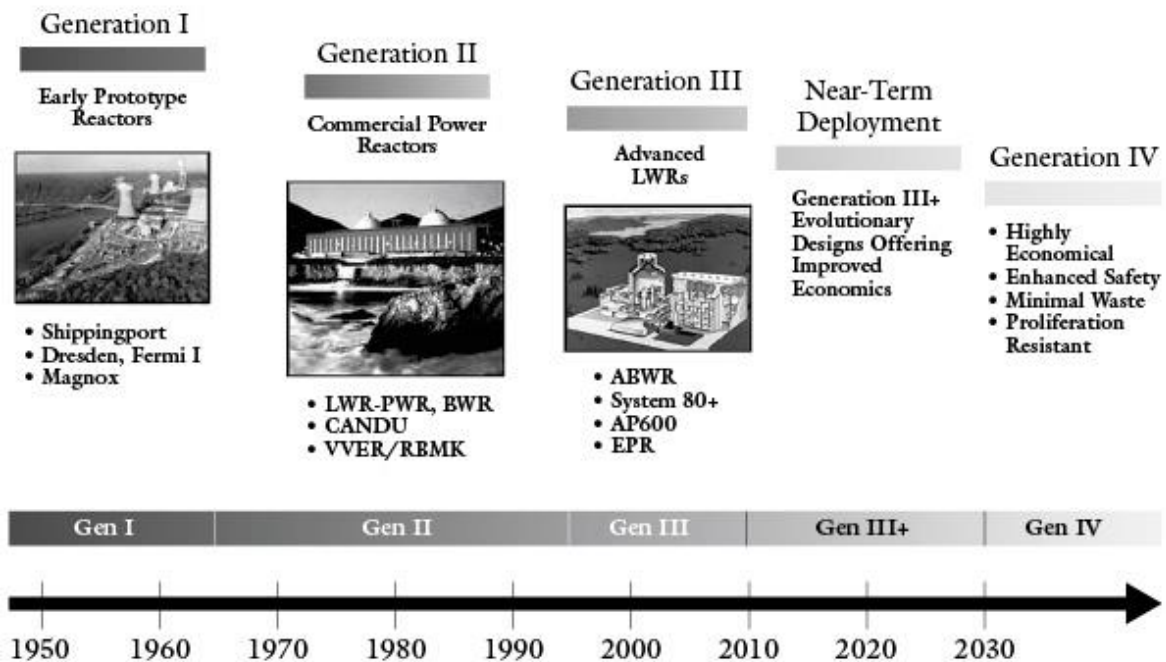 Generation I
Early Prototype
Reactors
• Shippingport
• Dresden, Fermi I
• Magnox
Generation II
Commercial Power
Reactors
• LWR-PWR, BWR
• CANDU
• VVER/RBMK
Generation III
Advanced
LWRs
• ABWR
• System 80+
• AP600
• EPR
Near-Term
Deployment
Generation III+
Evolutionary
Designs Offering
Improved
Economics
Generation IV
• Highly
Economical
• Enhanced Safety
• Minimal Waste
• Proliferation
Resistant
Gen I Gen II Gen III Gen III+ Gen IV
1950 1960 1970 1980 1990 2000 2010 2020 2030